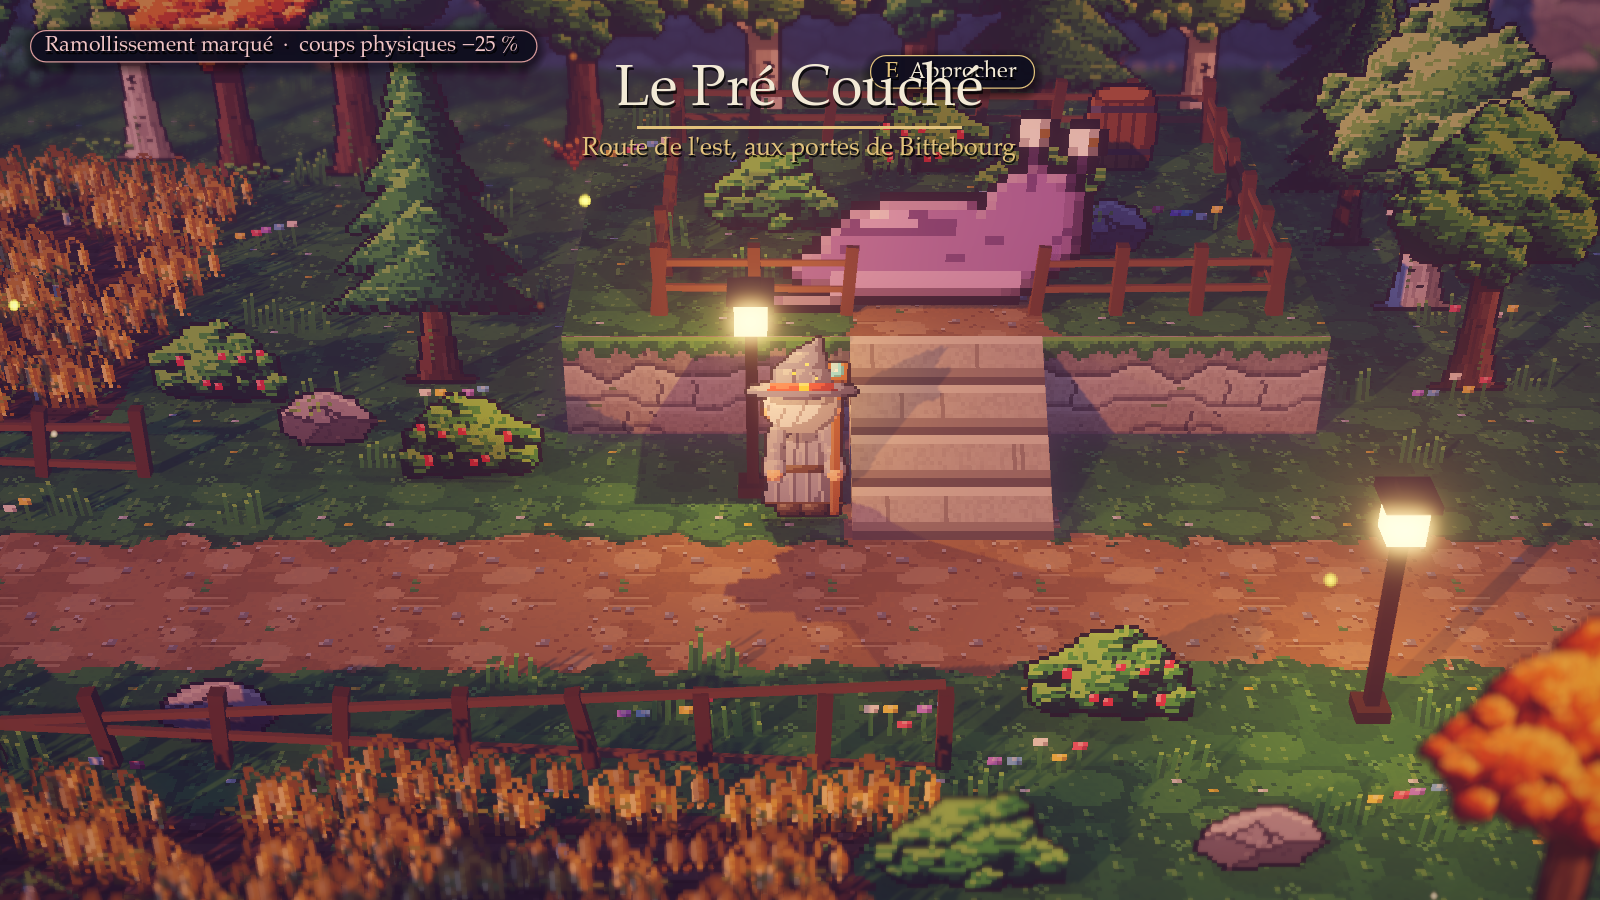 Ramollissement marqué · coups physiques −25 %
E Approcher
Le Pré Couché
Route de l'est, aux portes de Bittebourg